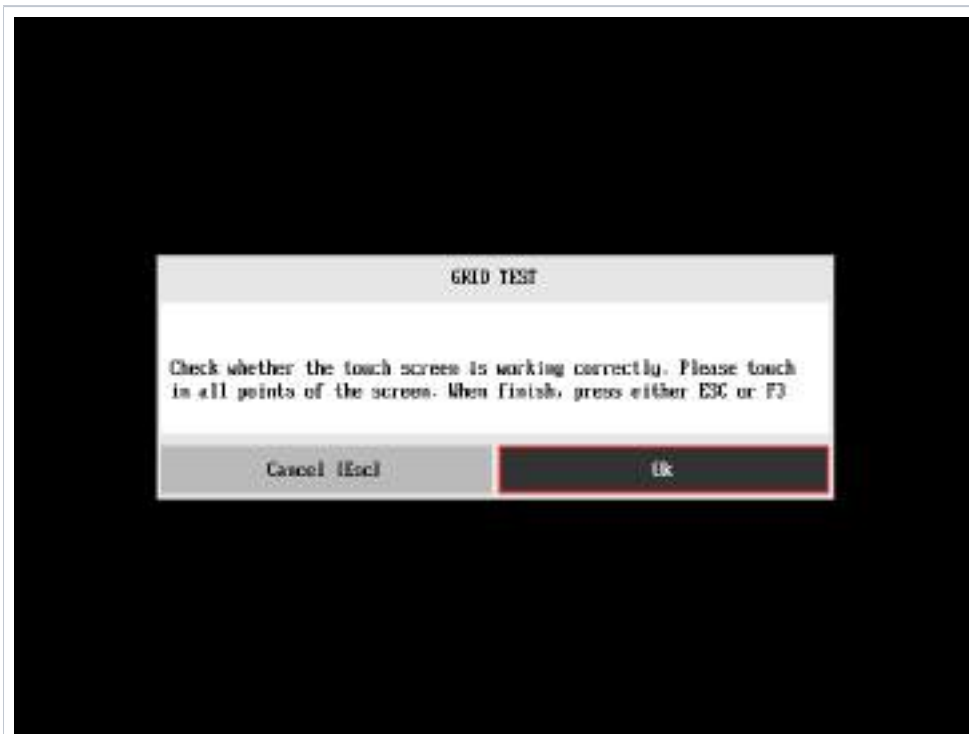 GRID TEST
Check whether the touch screen is working correctly. Please touch
in all points of the screen. When finish, press either ESC or F3
Cancel (Esc)
Ok